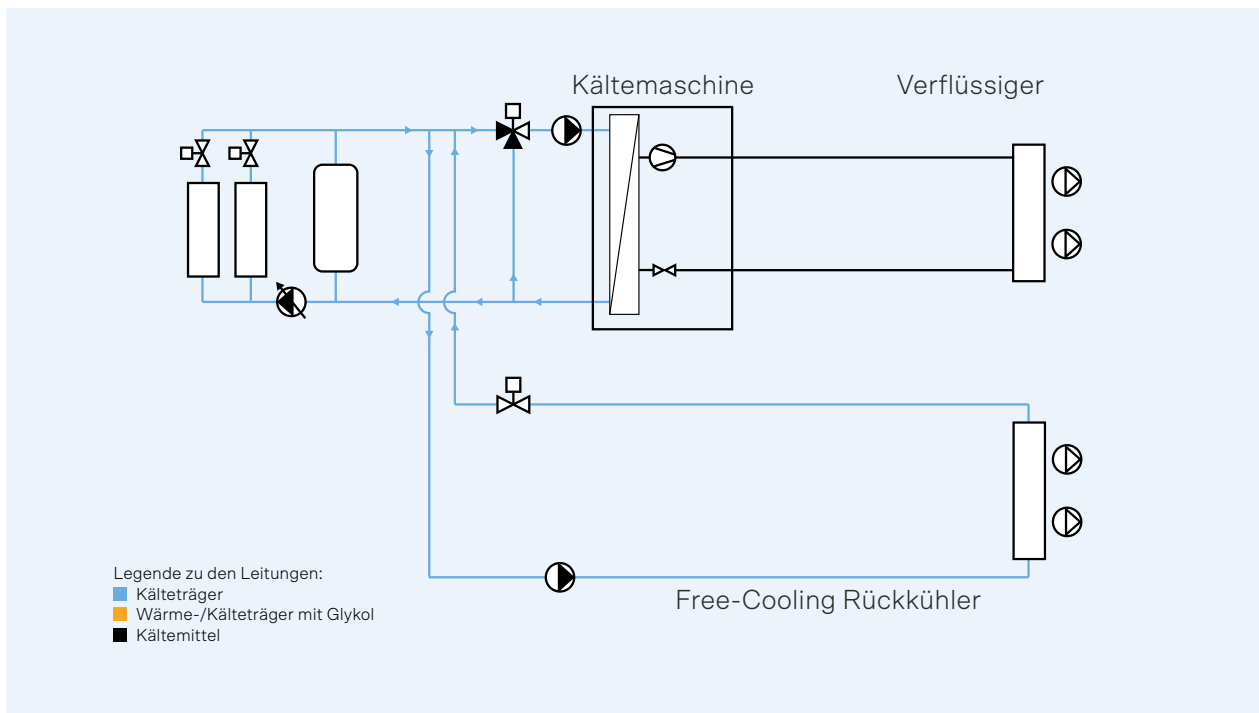 Kältemaschine
Verflüssiger
Legende zu den Leitungen:
Kälteträger
Wärme-/Kälteträger mit Glykol
Kältemittel
Free-Cooling Rückkühler